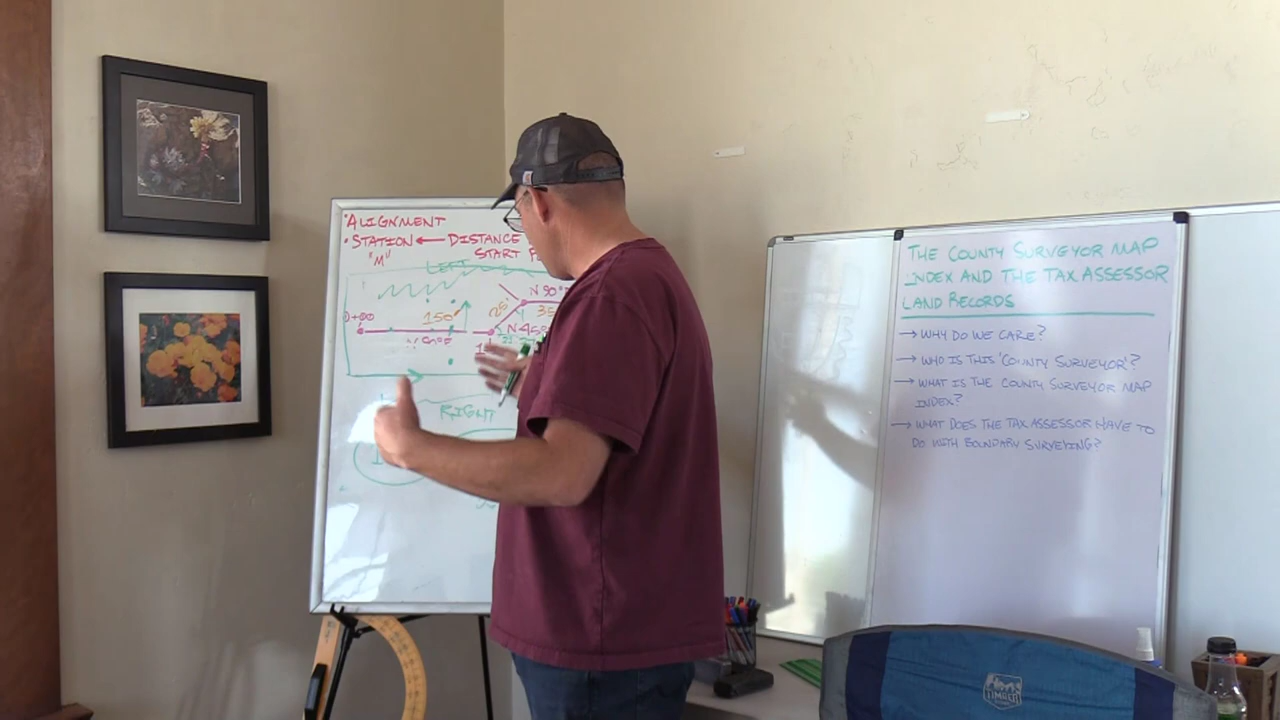 •ALIGNMENT
•STATION ← DISTANCE
"M"
START
LEFT
N 90°
150'
35
0+00
N 45°
RIGHT
THE COUNTY SURVEYOR MAP
INDEX AND THE TAX ASSESSOR
LAND RECORDS
→ WHY DO WE CARE?
→ WHO IS THIS 'COUNTY SURVEYOR'?
→ WHAT IS THE COUNTY SURVEYOR MAP
INDEX?
→ WHAT DOES THE TAX ASSESSOR HAVE TO
DO WITH BOUNDARY SURVEYING?
TIMBER